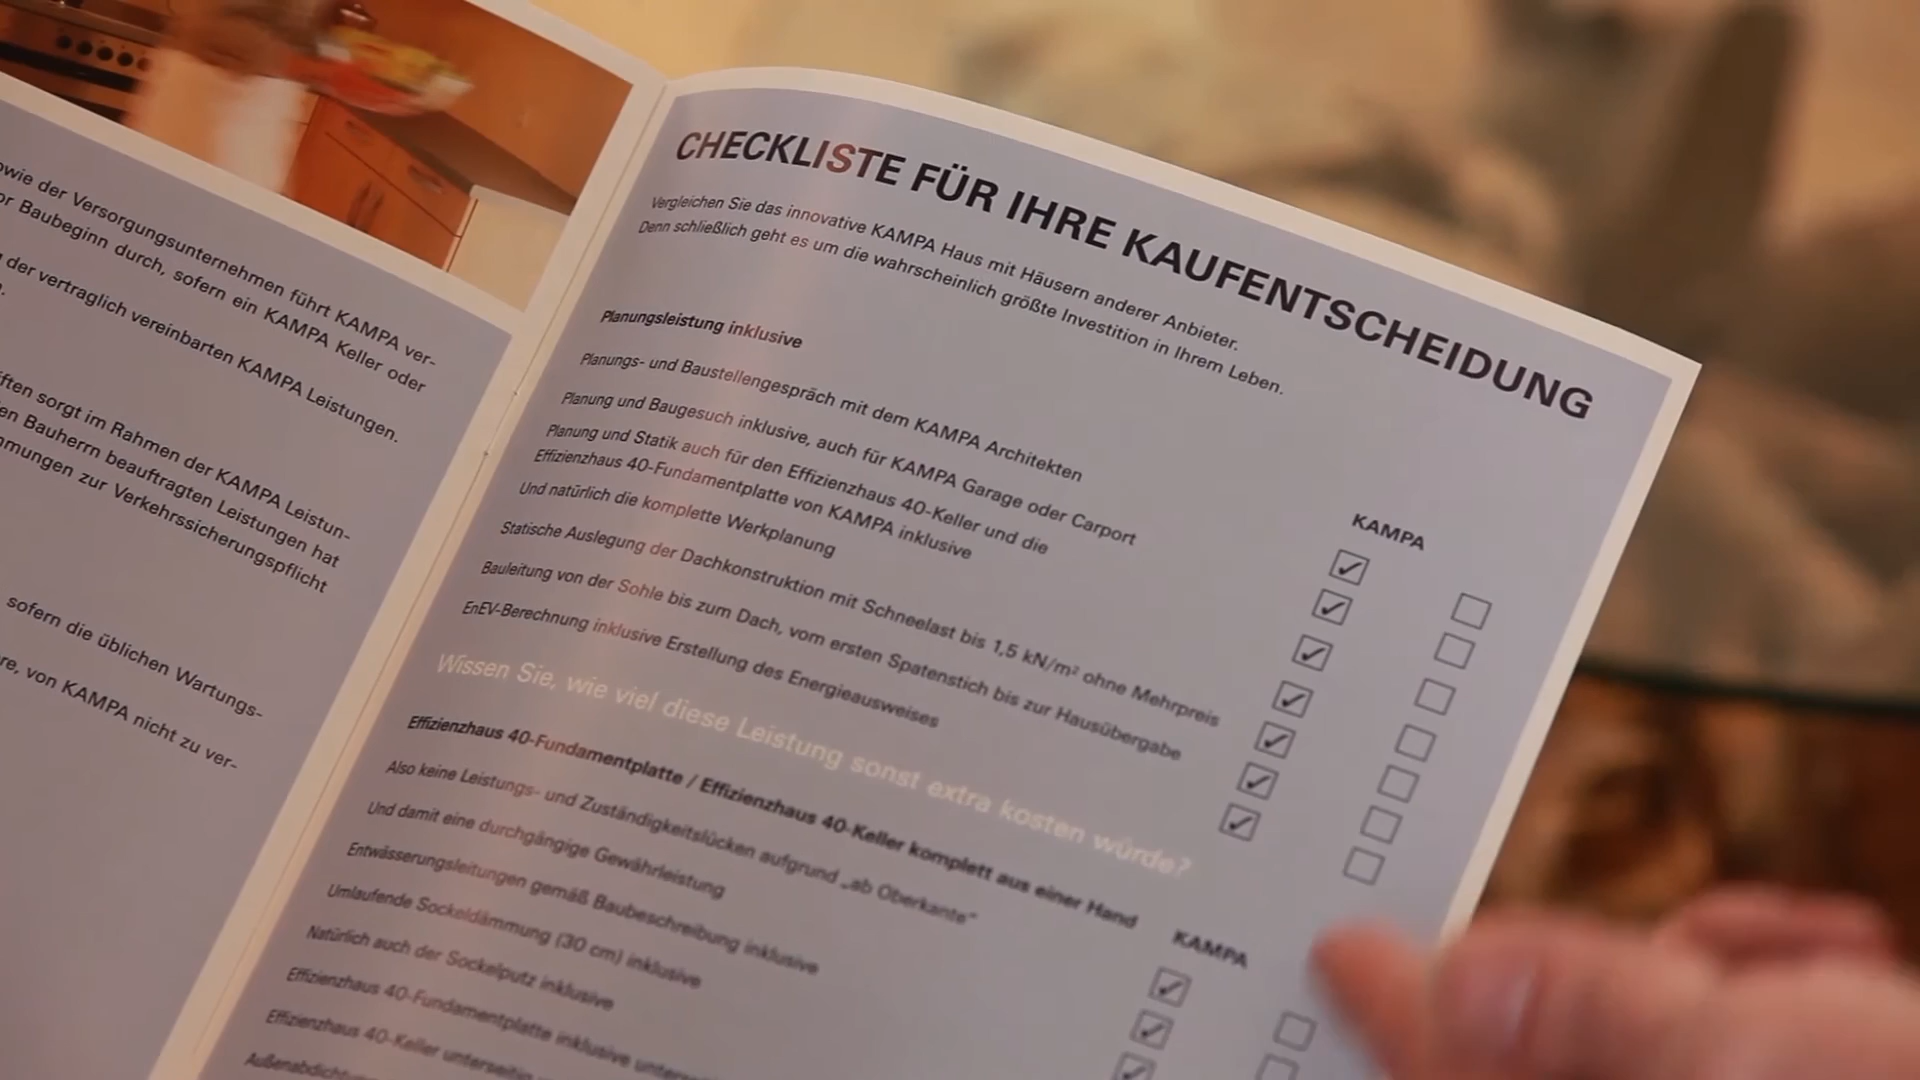 owie der Versorgungsunternehmen führt KAMPA ver-
or Baubeginn durch, sofern ein KAMPA Keller oder
der vertraglich vereinbarten KAMPA Leistungen.
ften sorgt im Rahmen der KAMPA Leistun-
en Bauherrn beauftragten Leistungen hat
mmungen zur Verkehrssicherungspflicht
sofern die üblichen Wartungs-
re, von KAMPA nicht zu ver-
CHECKLISTE FÜR IHRE KAUFENTSCHEIDUNG
Vergleichen Sie das innovative KAMPA Haus mit Häusern anderer Anbieter.
Denn schließlich geht es um die wahrscheinlich größte Investition in Ihrem Leben.
Planungsleistung inklusive
KAMPA
Planungs- und Baustellengespräch mit dem KAMPA Architekten
Planung und Baugesuch inklusive, auch für KAMPA Garage oder Carport
Planung und Statik auch für den Effizienzhaus 40-Keller und die
Effizienzhaus 40-Fundamentplatte von KAMPA inklusive
Und natürlich die komplette Werkplanung
Statische Auslegung der Dachkonstruktion mit Schneelast bis 1,5 kN/m² ohne Mehrpreis
Bauleitung von der Sohle bis zum Dach, vom ersten Spatenstich bis zur Hausübergabe
EnEV-Berechnung inklusive Erstellung des Energieausweises
Wissen Sie, wie viel diese Leistung sonst extra kosten würde?
Effizienzhaus 40-Fundamentplatte / Effizienzhaus 40-Keller komplett aus einer Hand
KAMPA
Also keine Leistungs- und Zuständigkeitslücken aufgrund „ab Oberkante"
Und damit eine durchgängige Gewährleistung
Entwässerungsleitungen gemäß Baubeschreibung inklusive
Umlaufende Sockeldämmung (30 cm) inklusive
Natürlich auch der Sockelputz inklusive
Effizienzhaus 40-Fundamentplatte inklusive
Effizienzhaus 40-Keller unterseitig